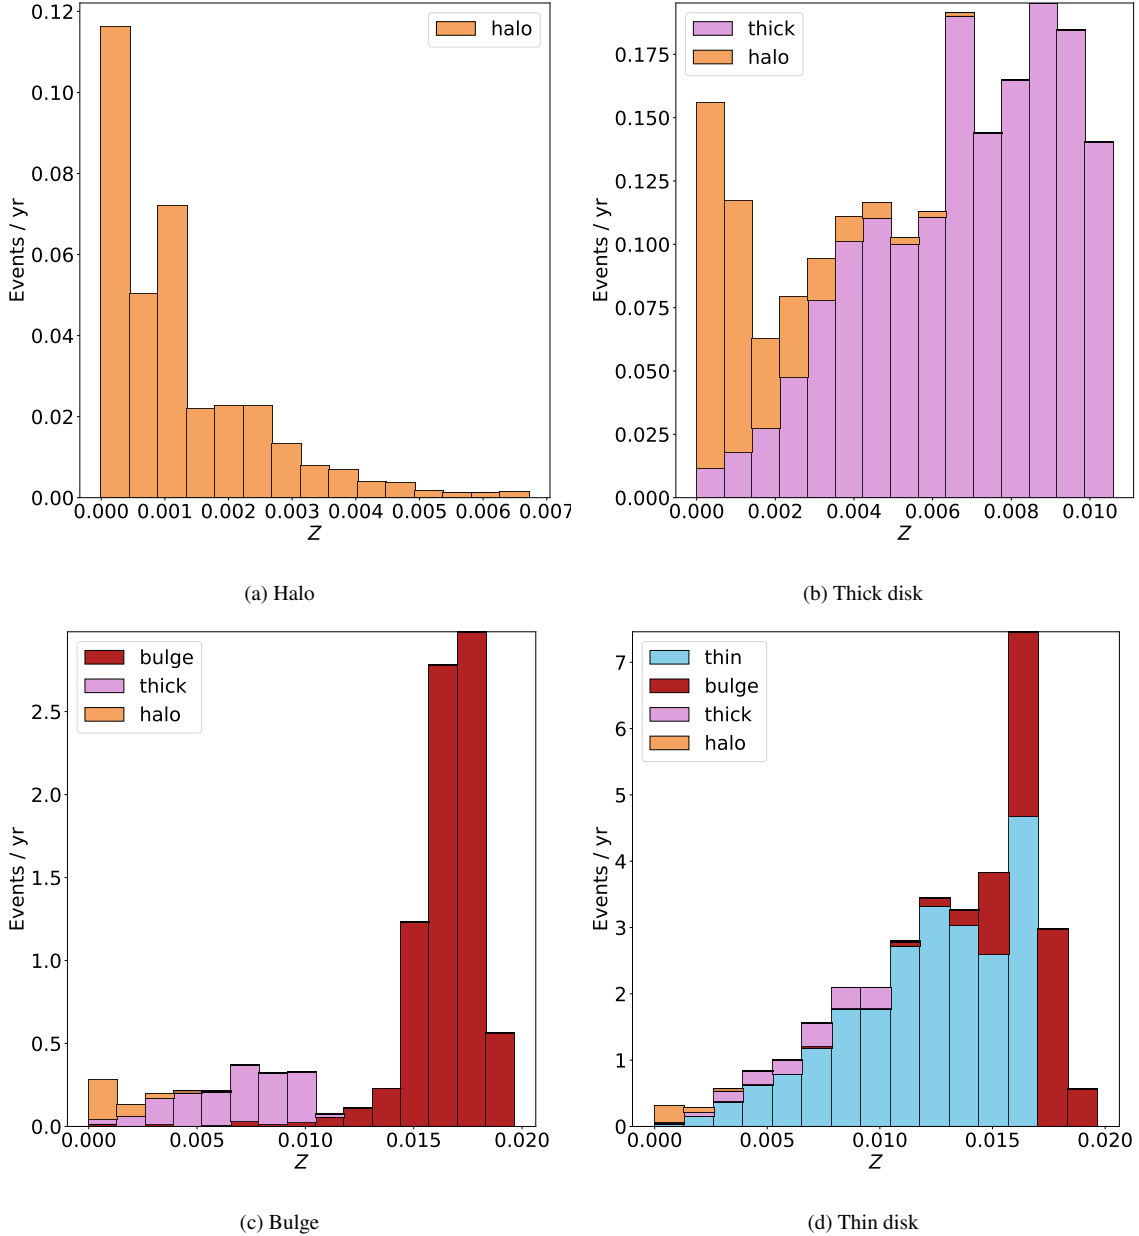 halo
0.12
0.10
0.08
0.06
0.04
0.02
0.00
Events / yr
0.000 0.001 0.002 0.003 0.004 0.005 0.006 0.007
Z
(a) Halo
thick
halo
0.175
0.150
0.125
0.100
0.075
0.050
0.025
0.000
Events / yr
0.000 0.002 0.004 0.006 0.008 0.010
Z
(b) Thick disk
bulge
thick
halo
2.5
2.0
1.5
1.0
0.5
0.0
Events / yr
0.000 0.005 0.010 0.015 0.020
Z
(c) Bulge
thin
bulge
thick
halo
7
6
5
4
3
2
1
0
Events / yr
0.000 0.005 0.010 0.015 0.020
Z
(d) Thin disk